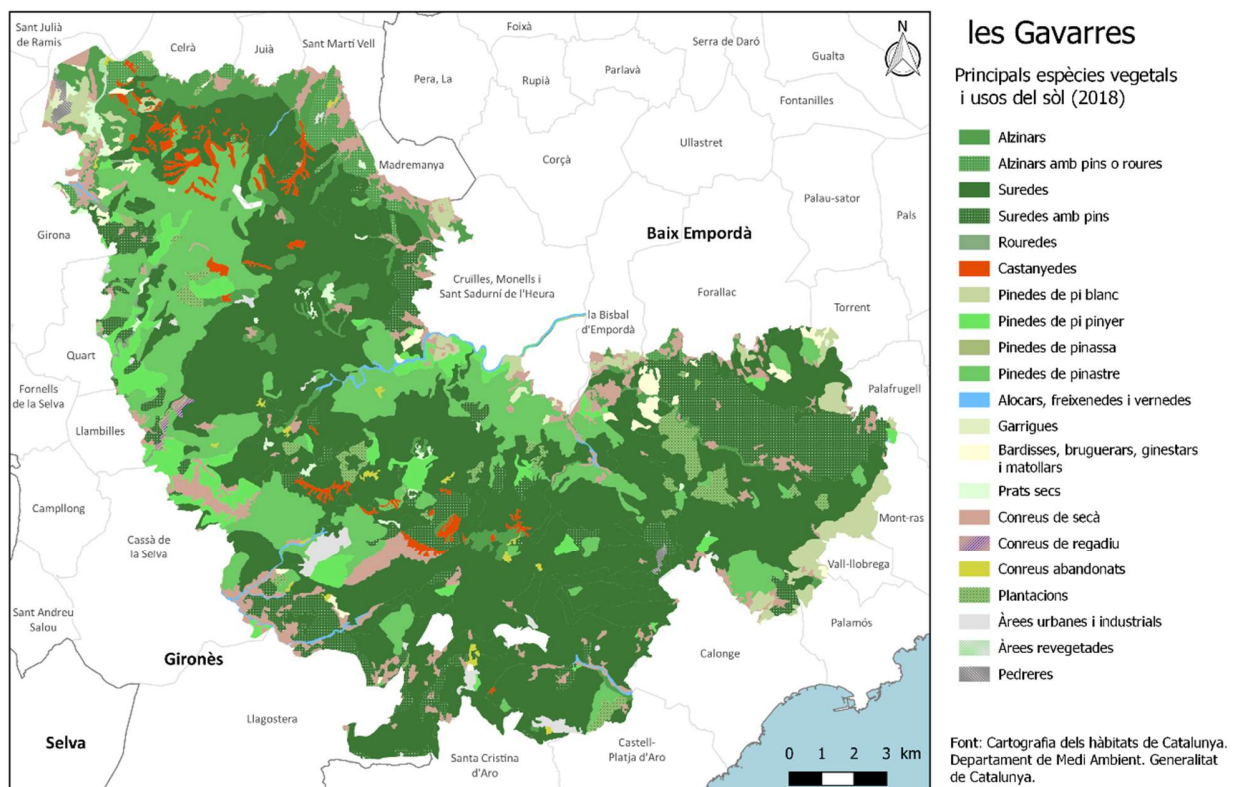 les Gavarres
Principals espècies vegetals
i usos del sòl (2018)
Alzinars
Alzinars amb pins o roures
Suredes
Suredes amb pins
Rouredes
Castanyedes
Pinedes de pi blanc
Pinedes de pi pinyer
Pinedes de pinassa
Pinedes de pinastre
Alocars, freixenedes i vernedes
Garrigues
Bardisses, bruguerars, ginestars
i matollars
Prats secs
Conreus de secà
Conreus de regadiu
Conreus abandonats
Plantacions
Àrees urbanes i industrials
Àrees revegetades
Pedreres
Font: Cartografia dels hàbitats de Catalunya.
Departament de Medi Ambient. Generalitat
de Catalunya.
Sant Julià
de Ramis
Celrà
Juià
Sant Martí Vell
Foixà
Serra de Daró
Gualta
N
Pera, La
Rupià
Parlavà
Fontanilles
Ullastret
Corçà
Madremanya
Palau-sator
Pals
Girona
Baix Empordà
Cruïlles, Monells i
Sant Sadurní de l'Heura
Forallac
Torrent
la Bisbal
d'Empordà
Quart
Palafrugell
Fornells
de la Selva
Llambilles
Campllong
Mont-ras
Cassà de
la Selva
Vall-llobrega
Sant Andreu
Salou
Palamós
Gironès
Calonge
Llagostera
Selva
Santa Cristina
d'Aro
Castell-
Platja d'Aro
0 1 2 3 km